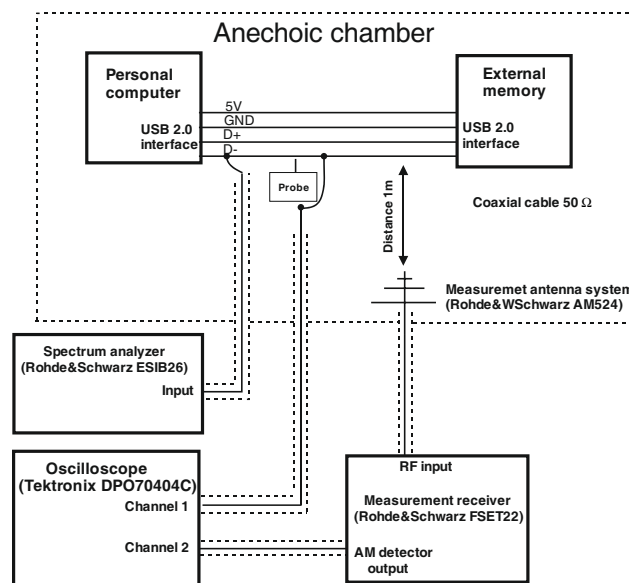 Anechoic chamber
Personal
computer
USB 2.0
interface
5V
GND
D+
D-
External
memory
USB 2.0
interface
Probe
Distance 1m
Coaxial cable 50 Ω
Measuremet antenna system
(Rohde&WSchwarz AM524)
Spectrum analyzer
(Rohde&Schwarz ESIB26)
Input
Oscilloscope
(Tektronix DPO70404C)
Channel 1
Channel 2
RF input
Measurement receiver
(Rohde&Schwarz FSET22)
AM detector
output